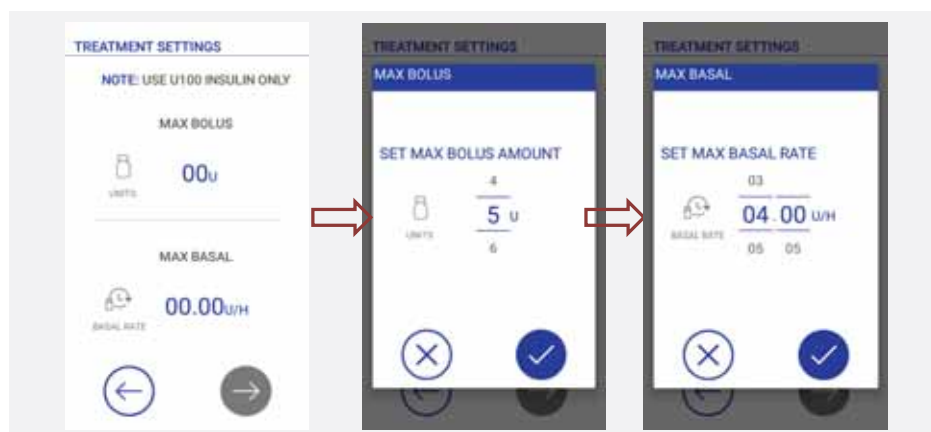 TREATMENT SETTINGS
NOTE: USE U100 INSULIN ONLY
MAX BOLUS
UNITS
00U
MAX BASAL
BASAL RATE
00.00U/H
TREATMENT SETTINGS
MAX BOLUS
SET MAX BOLUS AMOUNT
4
UNITS
5 U
6
TREATMENT SETTINGS
MAX BASAL
SET MAX BASAL RATE
03
BASAL RATE
04.00 U/H
05 05